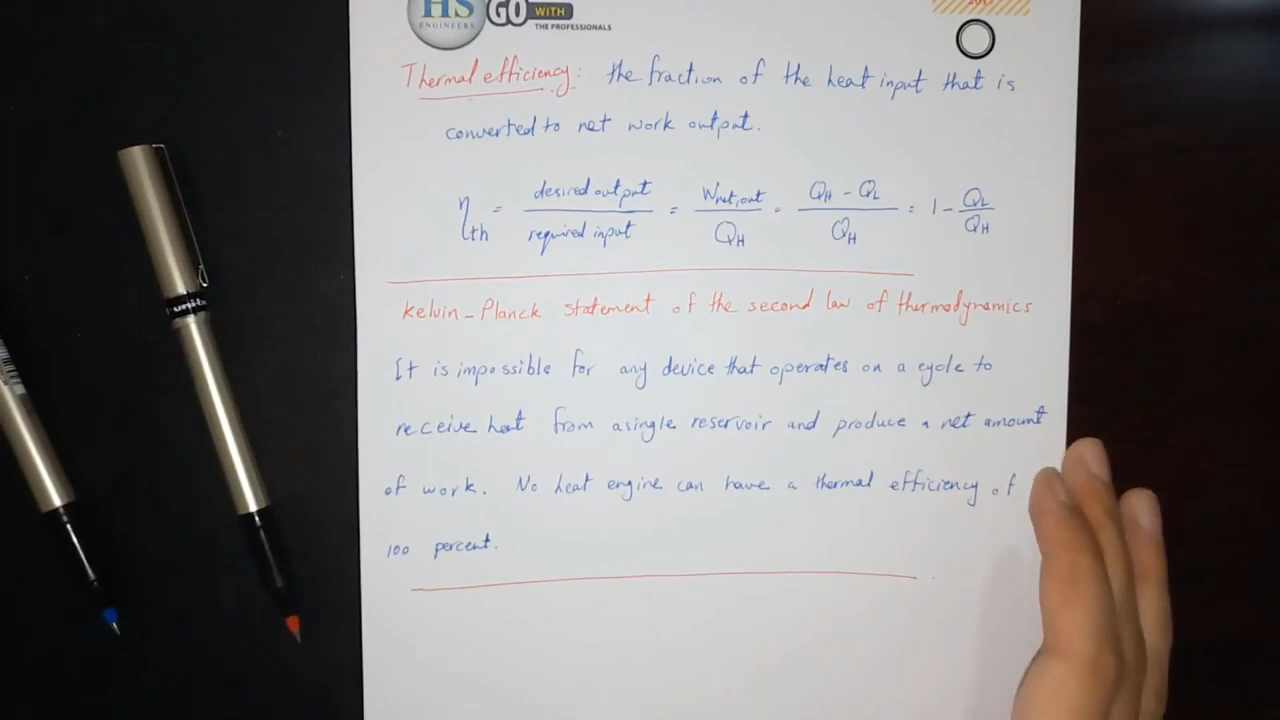 HS
ENGINEERS
GO WITH
THE PROFESSIONALS
Thermal efficiency: the fraction of the heat input that is
converted to net work output.
ηth = desired output / required input = Wnet,out / QH = QH - QL / QH = 1 - QL / QH
Kelvin-Planck statement of the second law of thermodynamics
It is impossible for any device that operates on a cycle to
receive heat from a single reservoir and produce a net amount
of work. No heat engine can have a thermal efficiency of
100 percent.